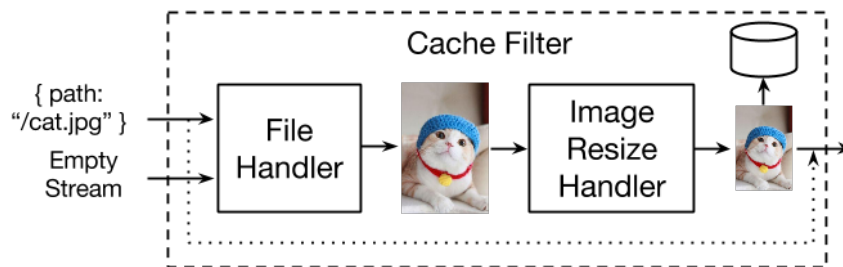 Cache Filter
{ path:
“/cat.jpg” }
Empty
Stream
File
Handler
Image
Resize
Handler